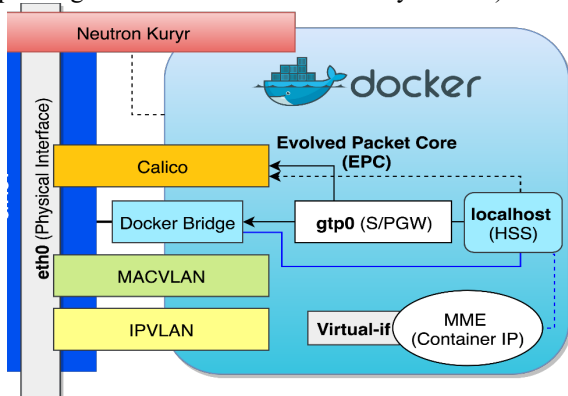 Neutron Kuryr
docker
eth0 (Physical Interface)
Evolved Packet Core
(EPC)
Calico
Docker Bridge
gtp0 (S/PGW)
localhost
(HSS)
MACVLAN
IPVLAN
Virtual-if
MME
(Container IP)